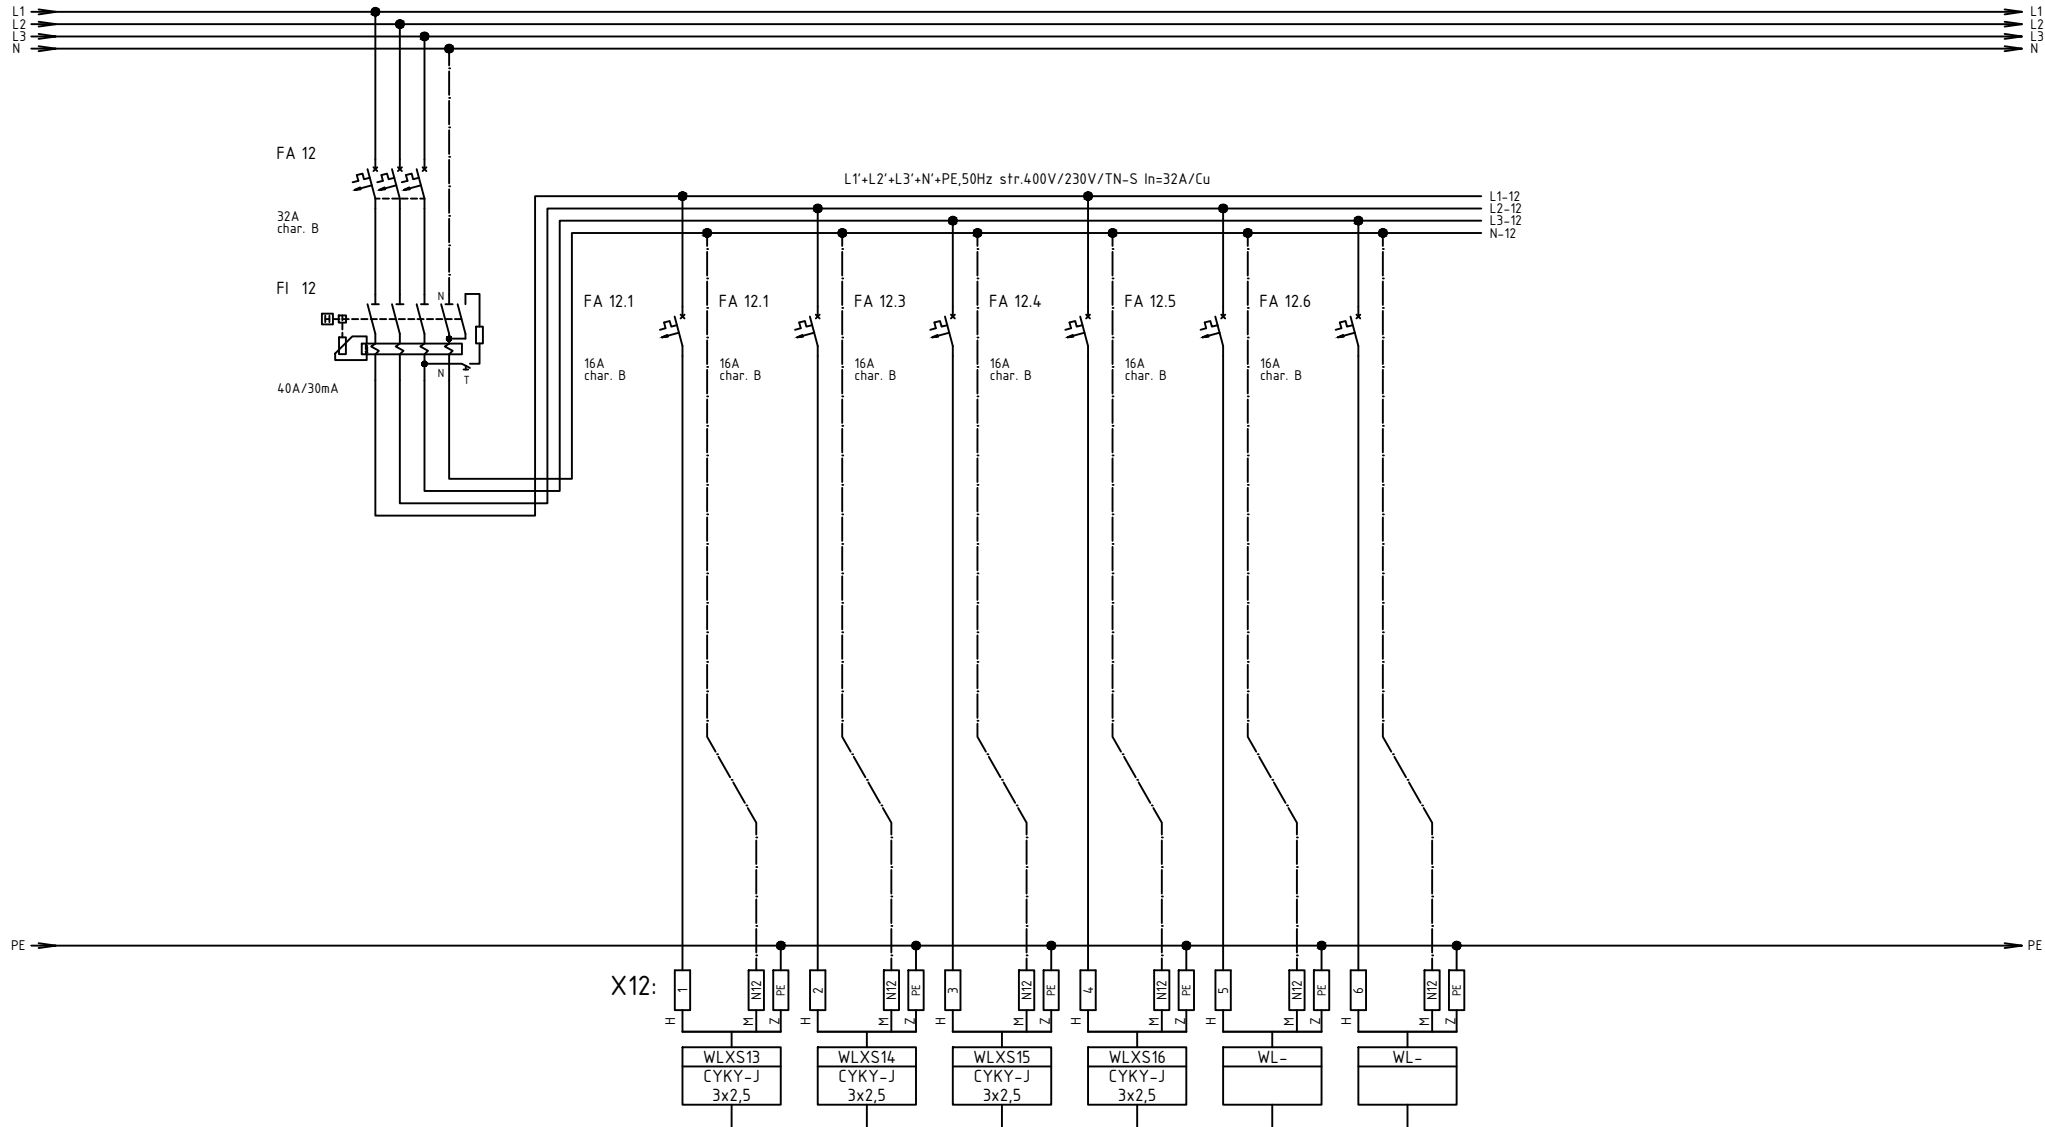 L1 L1
L2 L2
L3 L3
N N
FA 12
32A
char. B
FI 12
40A/30mA
N
N
T
L1'+L2'+L3'+N'+PE,50Hz str.400V/230V/TN-S In=32A/Cu
L1-12
L2-12
L3-12
N-12
FA 12.1 FA 12.1 FA 12.3 FA 12.4 FA 12.5 FA 12.6
16A 16A 16A 16A 16A 16A
char. B char. B char. B char. B char. B char. B
PE PE
X12: 1 N12 PE 2 N12 PE 3 N12 PE 4 N12 PE 5 N12 PE 6 N12 PE
H M Z H M Z H M Z H M Z H M Z H M Z
WLXS13 WLXS14 WLXS15 WLXS16 WL- WL-
CYKY-J CYKY-J CYKY-J CYKY-J
3x2,5 3x2,5 3x2,5 3x2,5